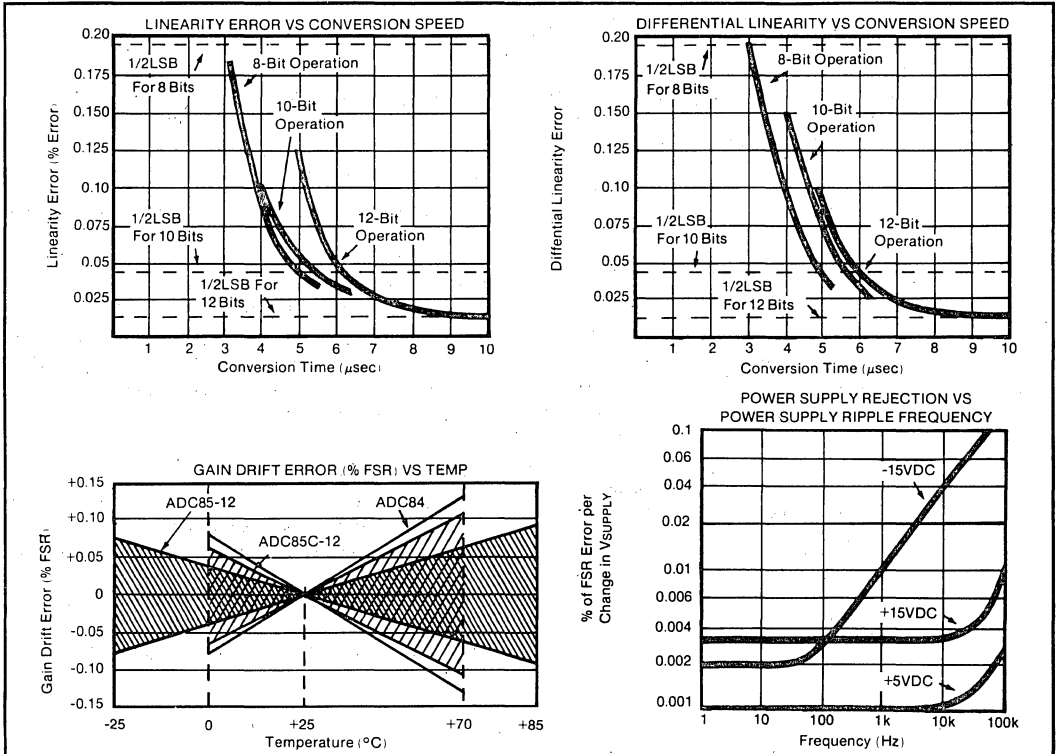 LINEARITY ERROR VS CONVERSION SPEED
0.20
0.175
0.150
0.125
0.10
0.075
0.05
0.025
Linearity Error (% Error)
1/2LSB
For 8 Bits
8-Bit Operation
10-Bit
Operation
12-Bit
Operation
1/2LSB
For 10 Bits
1/2LSB For
12 Bits
1 2 3 4 5 6 7 8 9 10
Conversion Time (μsec)
DIFFERENTIAL LINEARITY VS CONVERSION SPEED
0.20
0.175
0.150
0.125
0.10
0.075
0.05
0.025
Diffential Linearity Error
1/2LSB
For 8 Bits
8-Bit Operation
10-Bit
Operation
1/2LSB
For 10 Bits
12-Bit
Operation
1/2LSB
For 12 Bits
1 2 3 4 5 6 7 8 9 10
Conversion Time (μsec)
GAIN DRIFT ERROR (% FSR) VS TEMP
+0.15
+0.10
+0.05
0
-0.05
-0.10
-0.15
Gain Drift Error (% FSR)
ADC85-12
ADC84
ADC85C-12
-25 0 +25 +70 +85
Temperature (°C)
POWER SUPPLY REJECTION VS
POWER SUPPLY RIPPLE FREQUENCY
0.1
0.06
0.04
0.02
0.01
0.006
0.004
0.002
0.001
% of FSR Error per
Change in VSUPPLY
-15VDC
+15VDC
+5VDC
1 10 100 1k 10k 100k
Frequency (Hz)